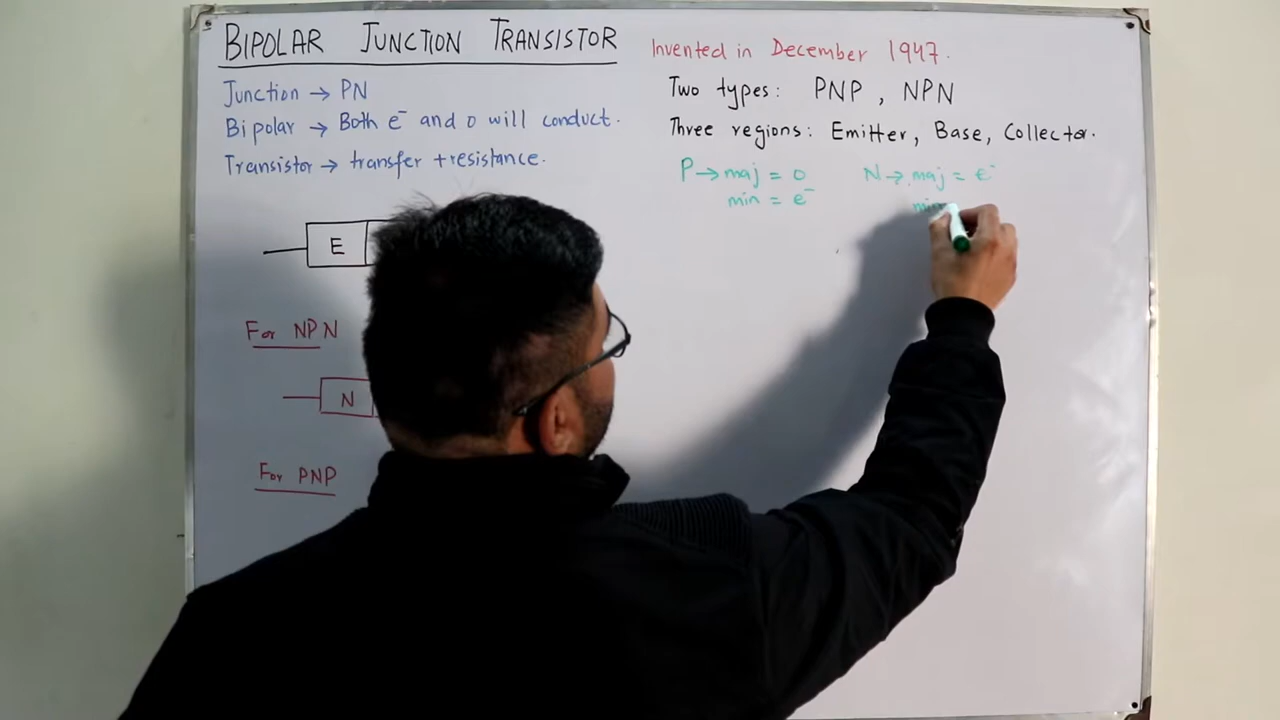 BIPOLAR JUNCTION TRANSISTOR
Junction → PN
Bipolar → Both e⁻ and o will conduct.
Transistor → transfer + resistance.
E
For NPN
N
For PNP
Invented in December 1947.
Two types: PNP, NPN
Three regions: Emitter, Base, Collector.
P → maj = o
min = e⁻
N → maj = e⁻
min